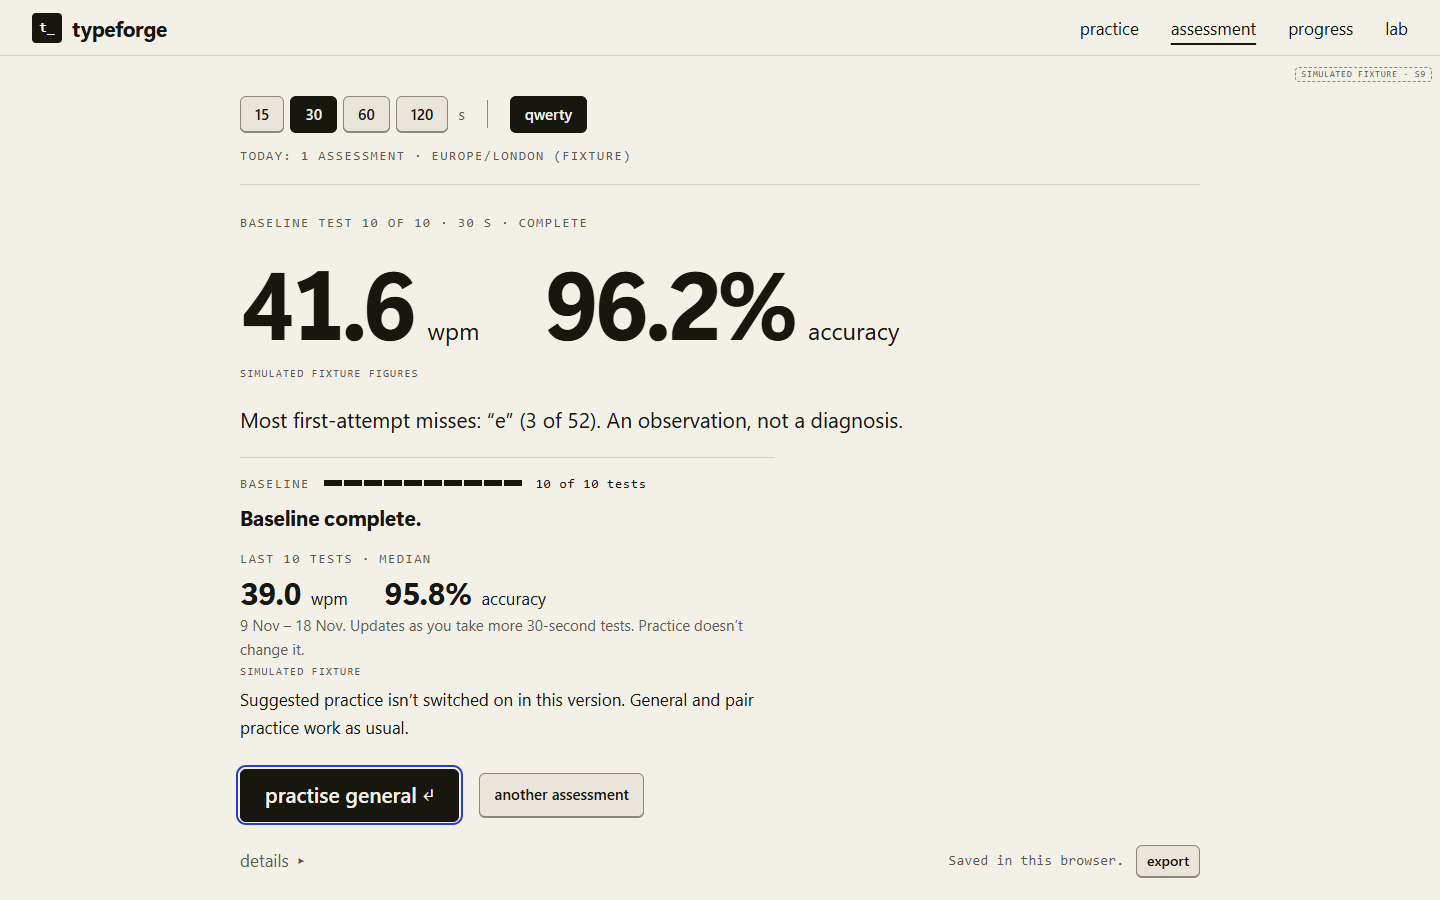 t_ typeforge practice assessment progress lab
SIMULATED FIXTURE · S9
15 30 60 120 s qwerty
TODAY: 1 ASSESSMENT · EUROPE/LONDON (FIXTURE)
BASELINE TEST 10 OF 10 · 30 S · COMPLETE
41.6 wpm 96.2% accuracy
SIMULATED FIXTURE FIGURES
Most first-attempt misses: “e” (3 of 52). An observation, not a diagnosis.
BASELINE 10 of 10 tests
Baseline complete.
LAST 10 TESTS · MEDIAN
39.0 wpm 95.8% accuracy
9 Nov – 18 Nov. Updates as you take more 30-second tests. Practice doesn’t
change it.
SIMULATED FIXTURE
Suggested practice isn’t switched on in this version. General and pair
practice work as usual.
practise general ↵ another assessment
details ▸ Saved in this browser. export